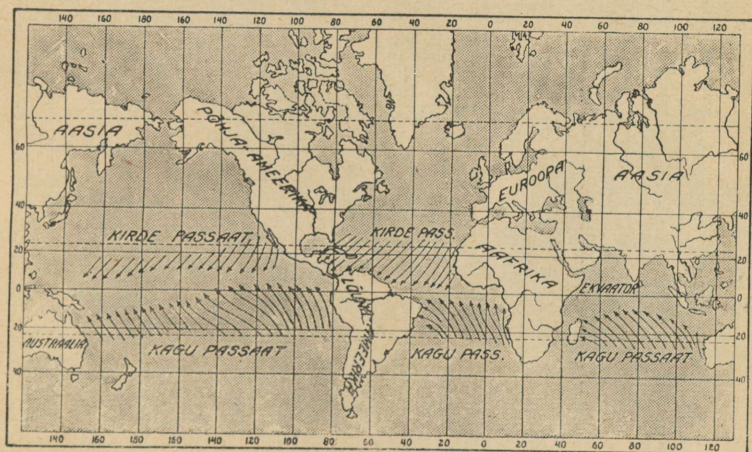 140 160 160 140 120 100 80 60 40 20 0 20 40 60 80 100 120
AASIA
PÕHJA-AMEERIKA
EUROOPA
AASIA
60
60
40
40
KIRDE PASSAAT
KIRDE PASS.
AAFRIKA
20
20
0
0
EKVAATOR
LÕUNA-AMEERIKA
20
20
AUSTRAALIA
KAGU PASSAAT
KAGU PASS.
KAGU PASSAAT
40
40
140 160 160 140 120 100 80 60 40 20 0 20 40 60 80 100 120